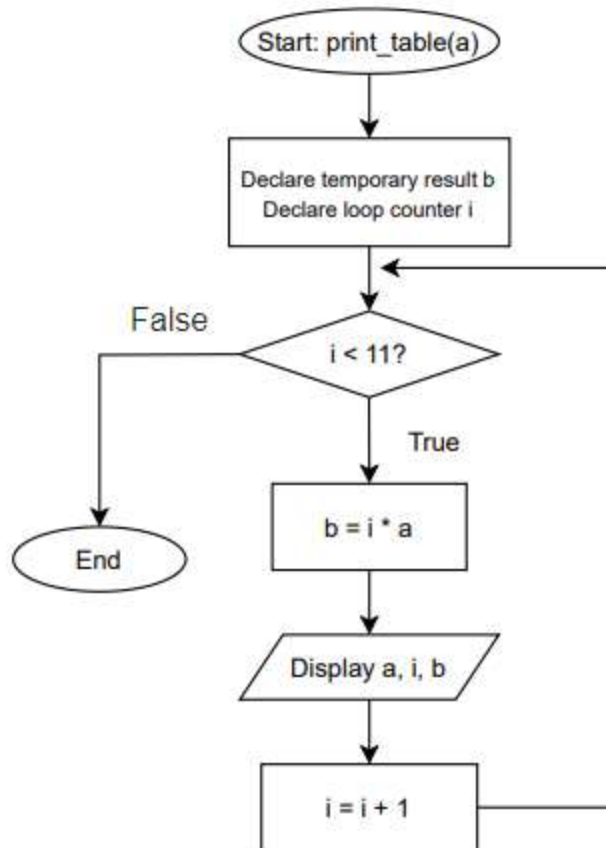 Start: print_table(a)
Declare temporary result b
Declare loop counter i
i < 11?
False
True
b = i * a
End
Display a, i, b
i = i + 1